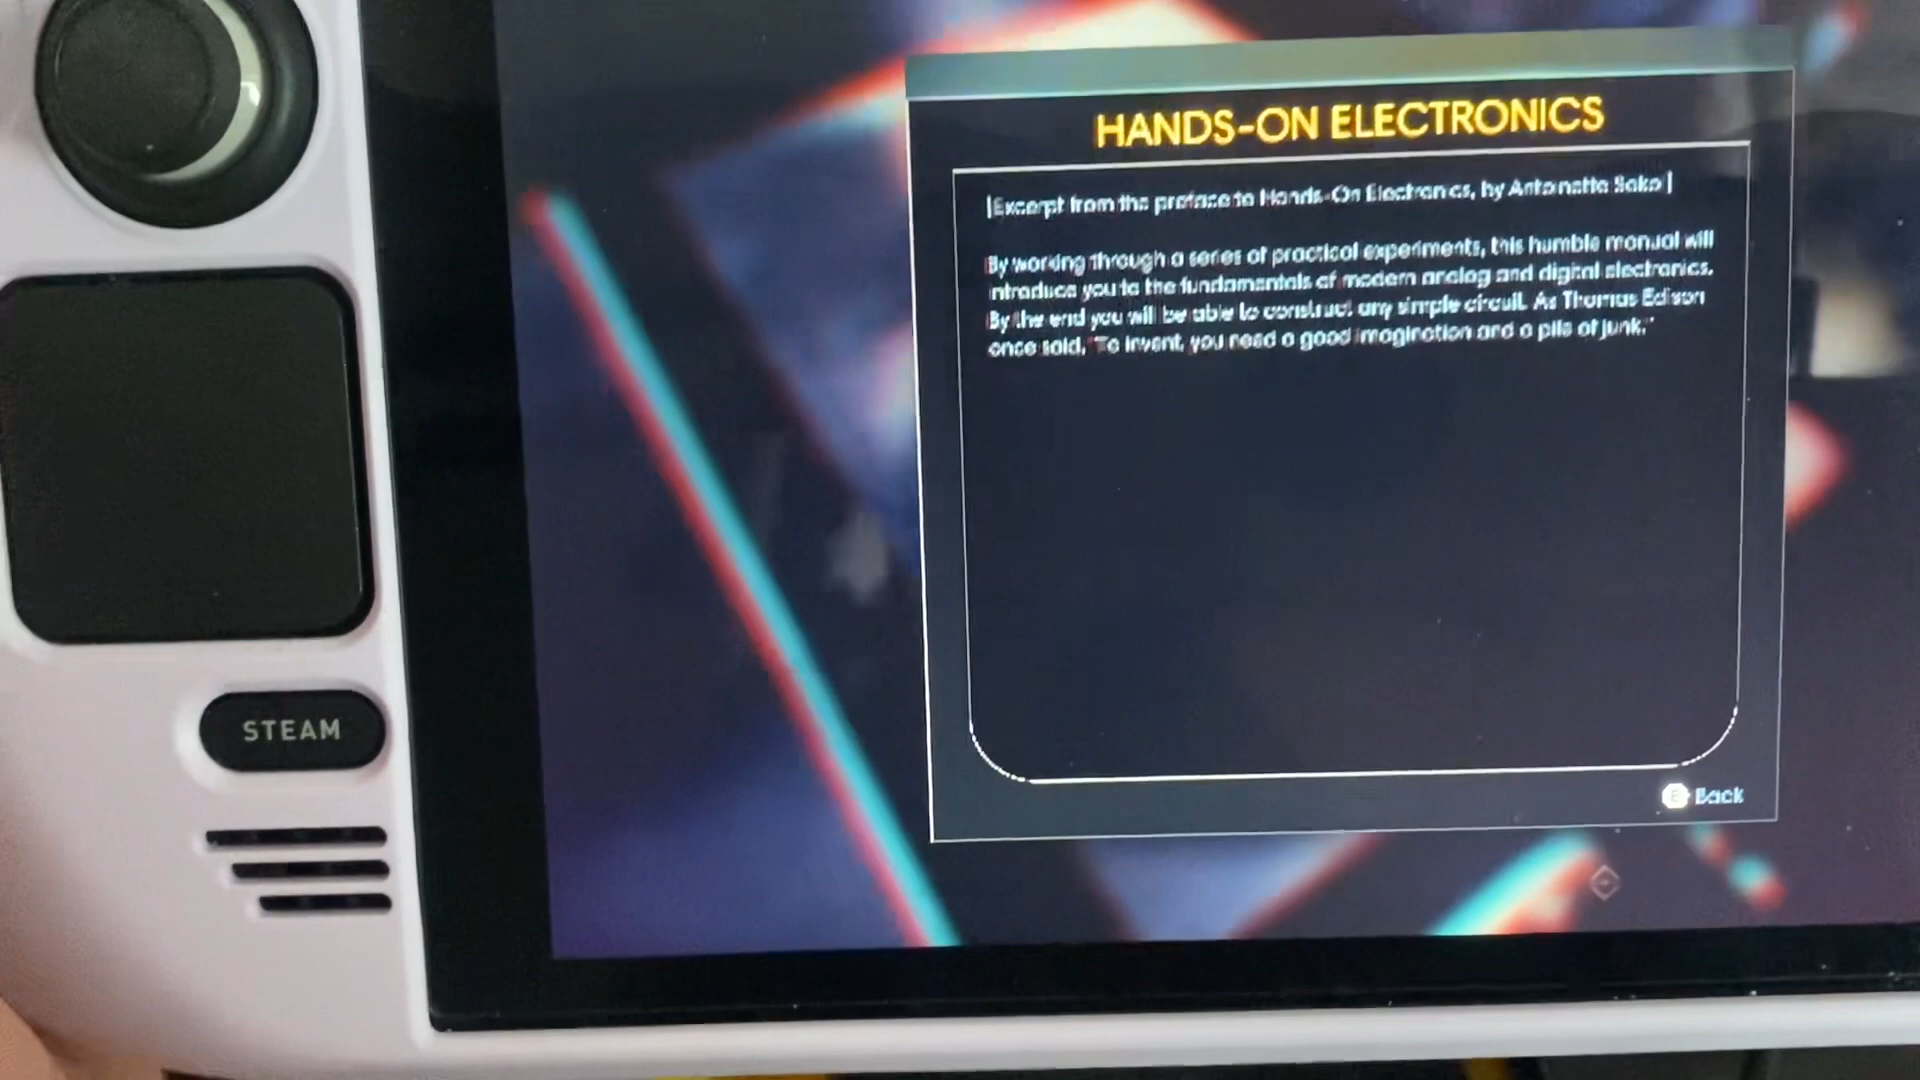 HANDS-ON ELECTRONICS
[Excerpt from the preface to Hands-On Electronics, by Antoinette
By working through a series of practical experiments, this humble manual will
introduce you to the fundamentals of modern analog and digital electronics.
By the end you will be able to construct any simple circuit. As Thomas Edison
once said, "To invent, you need a good imagination and a pile of junk."
STEAM
B Back